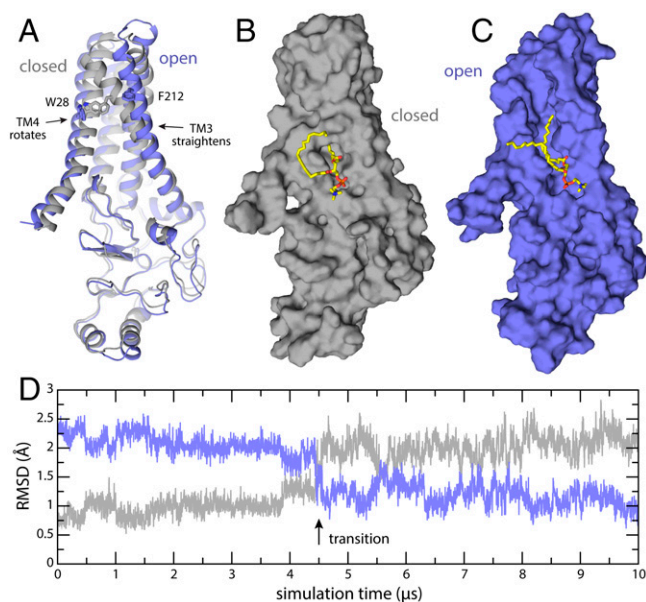 A
closed
open
W28
F212
TM4
rotates
TM3
straightens
B
closed
C
open
D
RMSD (Å)
3
2.5
2
1.5
1
0.5
0
transition
0 1 2 3 4 5 6 7 8 9 10
simulation time (µs)